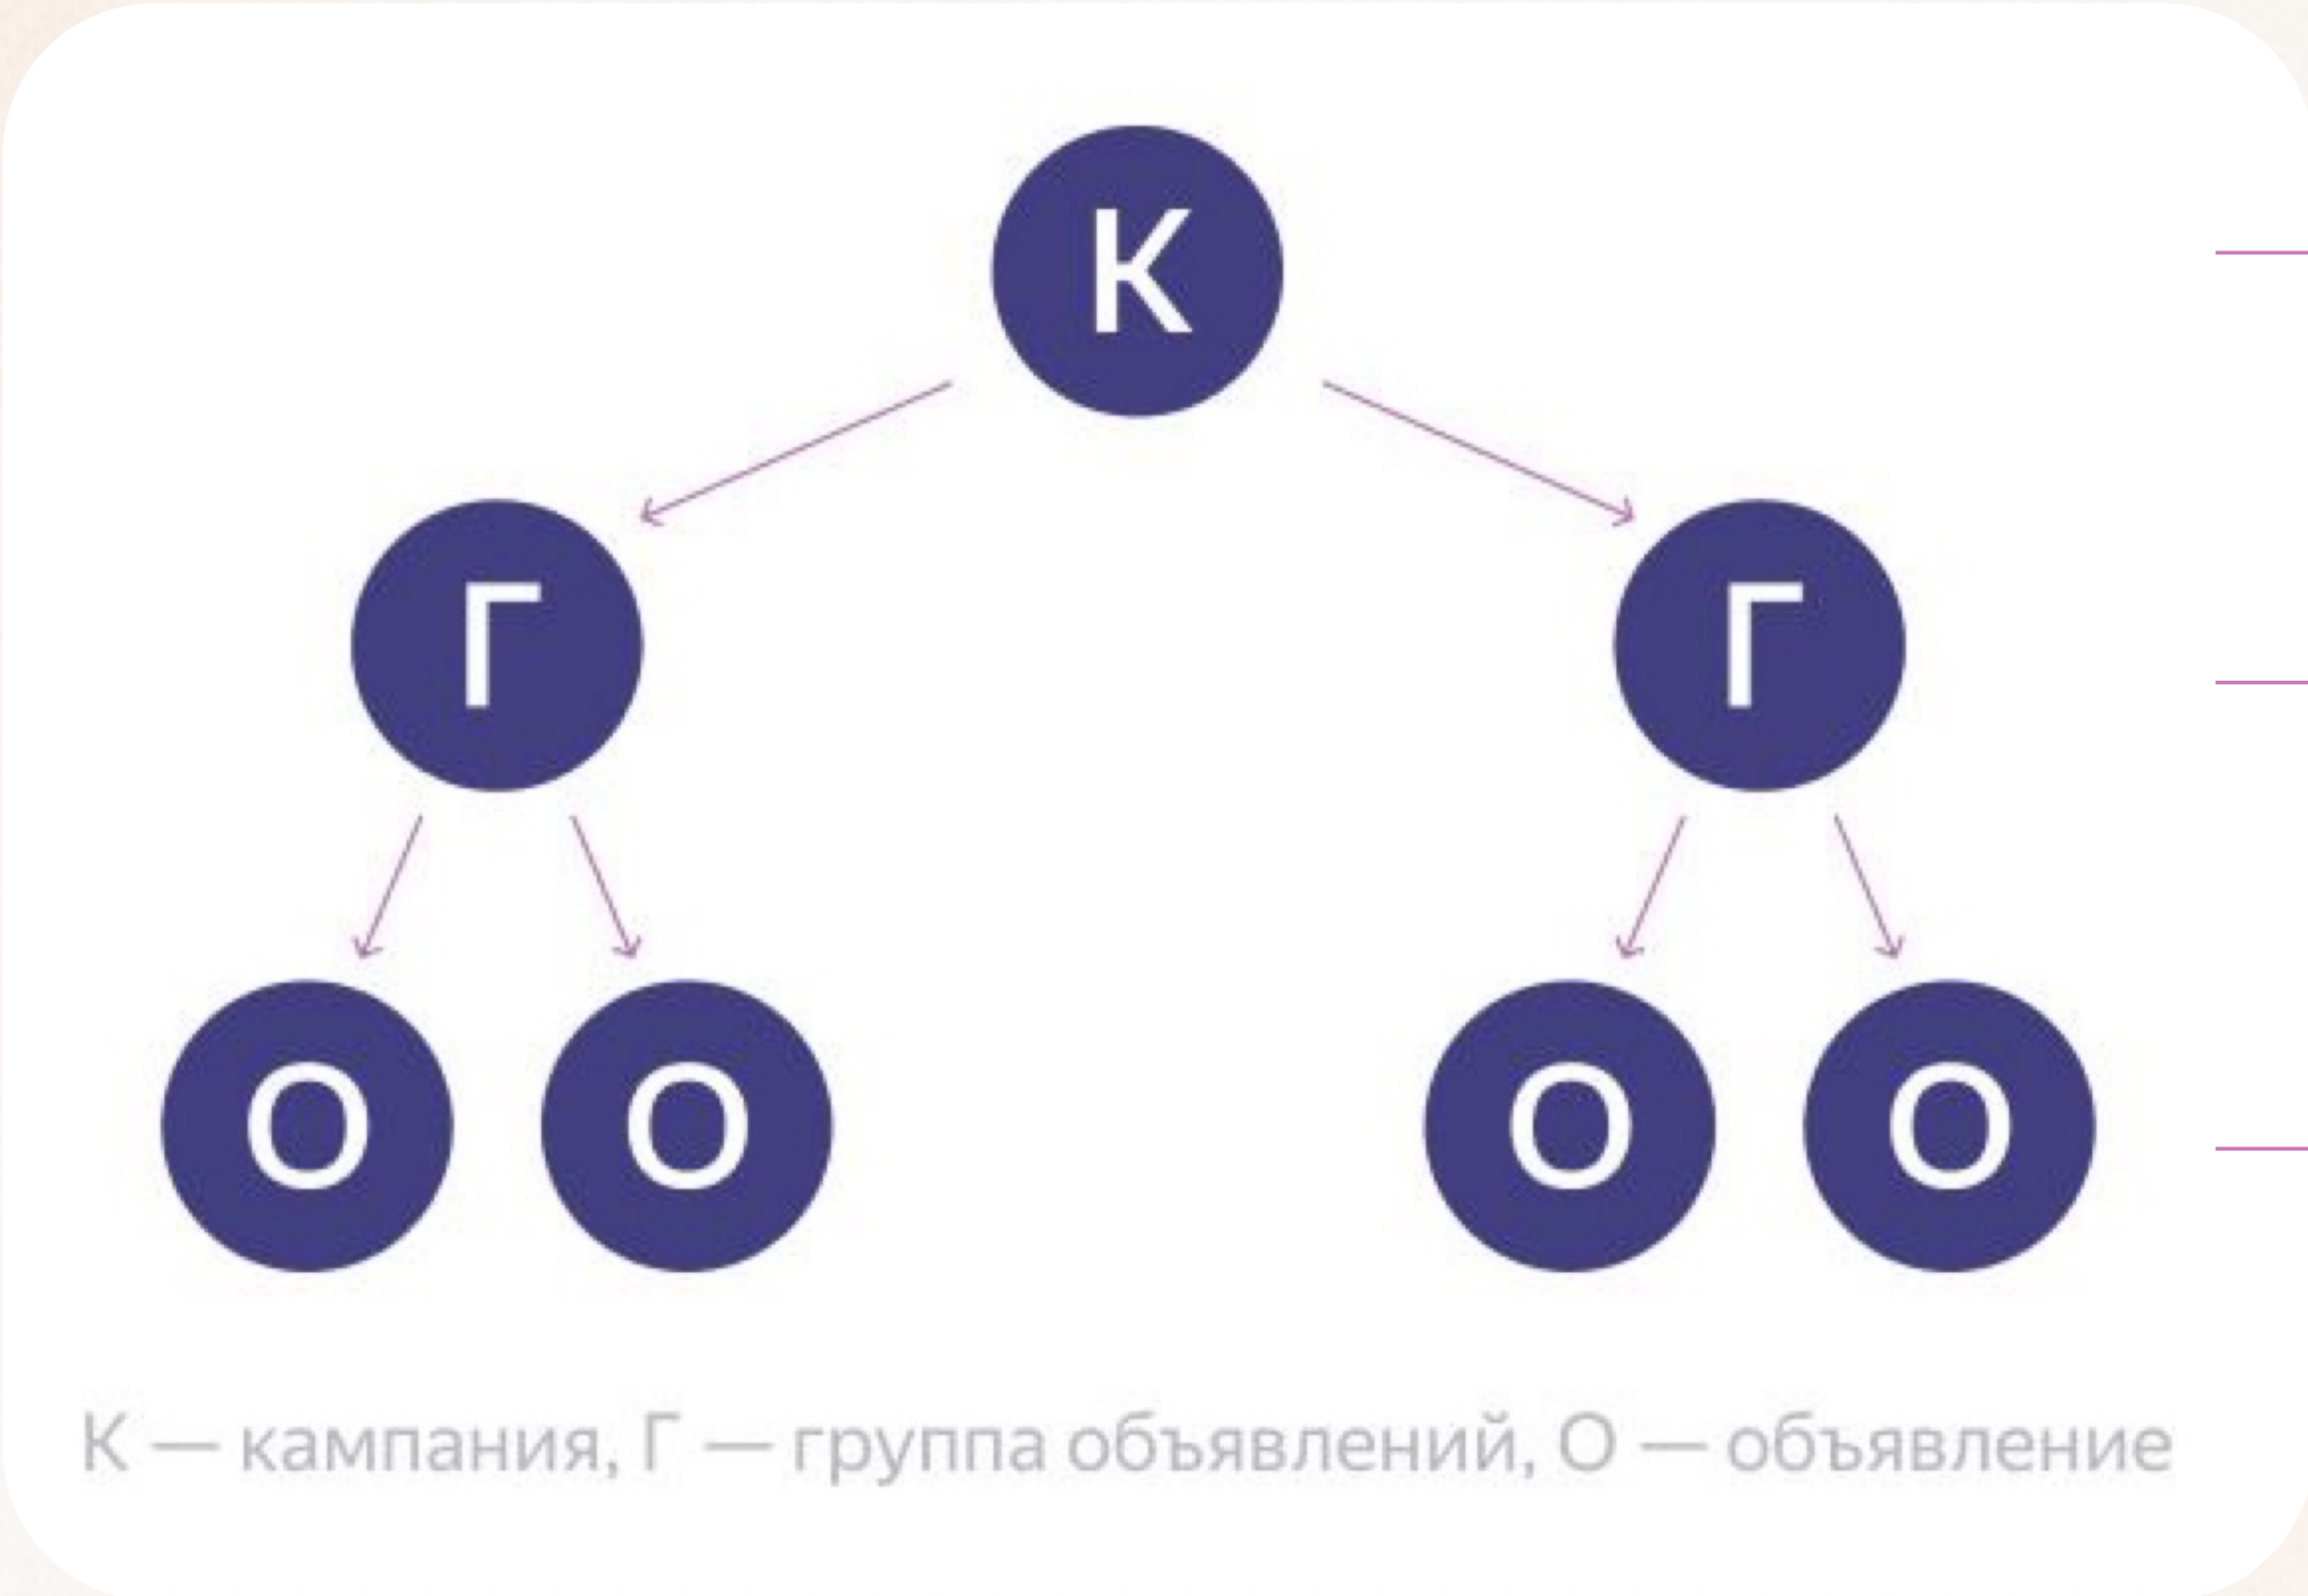 К
Г Г
О О О О
К — кампания, Г — группа объявлений, О — объявление